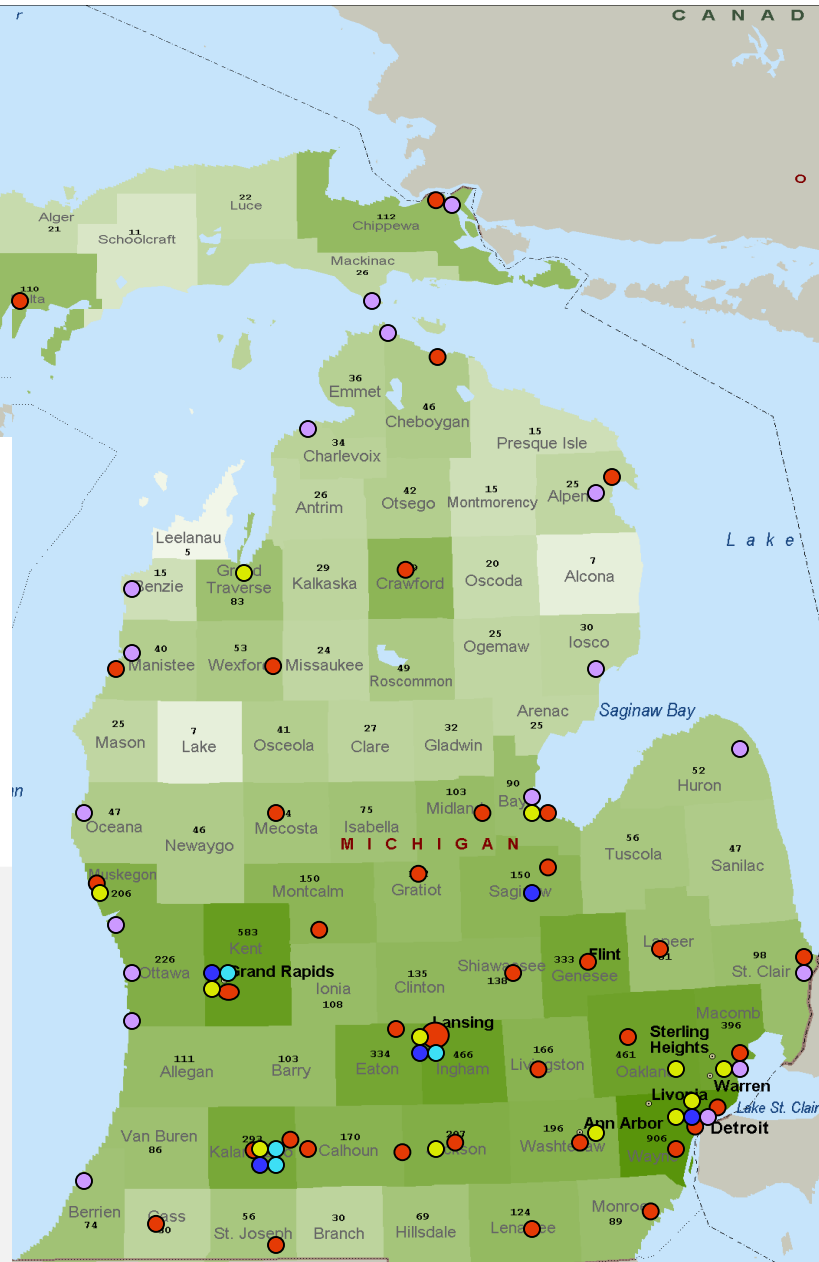 r
C A N A D
22
Luce
Alger
21
11
Schoolcraft
112
Chippewa
Mackinac
26
110
lta
O
36
Emmet
46
Cheboygan
15
Presque Isle
34
Charlevoix
26
Antrim
42
Otsego
15
Montmorency
25
Alpen
Leelanau
5
L a k e
15
Benzie
Traverse
83
29
Kalkaska
Crawford
20
Oscoda
7
Alcona
40
Manistee
53
Wexford
24
Missaukee
49
Roscommon
25
Ogemaw
30
Iosco
Saginaw Bay
25
Mason
7
Lake
41
Osceola
27
Clare
32
Gladwin
Arenac
25
52
Huron
an
47
Oceana
46
Newaygo
Mecosta
75
Isabella
103
Midland
90
Bay
M I C H I G A N
56
Tuscola
47
Sanilac
Muskegon
206
150
Montcalm
Gratiot
150
Saginaw
583
Kent
226
Ottawa
Grand Rapids
Ionia
108
135
Clinton
Shiawassee
138
333
Genesee
Flint
Lapeer
98
St. Clair
Macomb
396
Lansing
334
Eaton
466
Ingham
166
Livingston
461
Oakland
Sterling
Heights
111
Allegan
103
Barry
Warren
Livonia
Lake St. Clair
Van Buren
86
293
170
Calhoun
196
Washtenaw
Ann Arbor
Detroit
906
Wayne
Berrien
74
Cass
56
St. Joseph
30
Branch
69
Hillsdale
124
Lenawee
Monroe
89